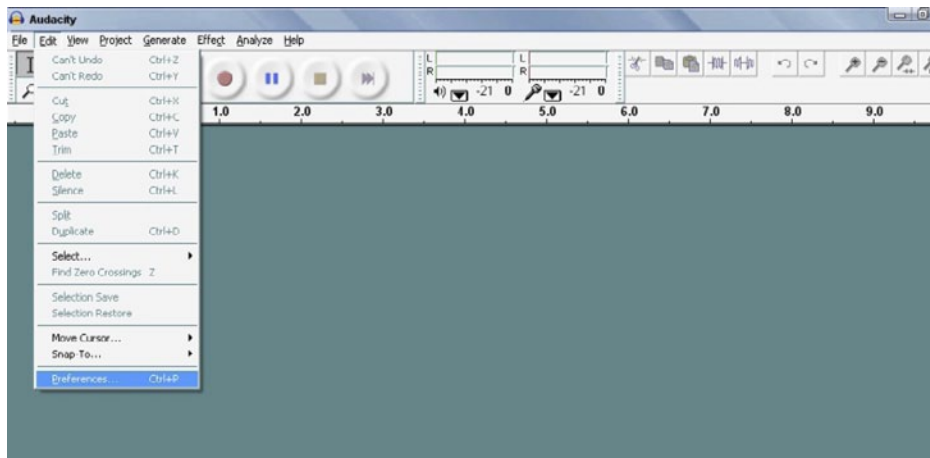 Audacity
File Edit View Project Generate Effect Analyze Help
Can't Undo Ctrl+Z
Can't Redo Ctrl+Y
Cut Ctrl+X
Copy Ctrl+C
Paste Ctrl+V
Trim Ctrl+T
Delete Ctrl+K
Silence Ctrl+L
Split
Duplicate Ctrl+D
Select...
Find Zero Crossings Z
Selection Save
Selection Restore
Move Cursor...
Snap-To...
Preferences... Ctrl+P
L L
R R
-21 0 -21 0
1.0 2.0 3.0 4.0 5.0 6.0 7.0 8.0 9.0